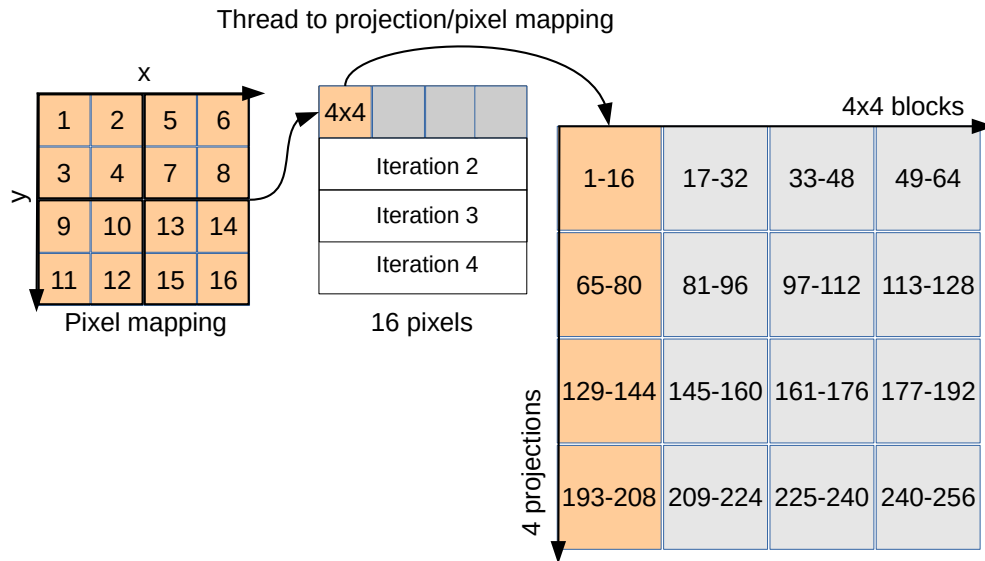 Thread to projection/pixel mapping
x
y
1 2 5 6
3 4 7 8
9 10 13 14
11 12 15 16
Pixel mapping
4x4
Iteration 2
Iteration 3
Iteration 4
16 pixels
4x4 blocks
4 projections
1-16 17-32 33-48 49-64
65-80 81-96 97-112 113-128
129-144 145-160 161-176 177-192
193-208 209-224 225-240 240-256